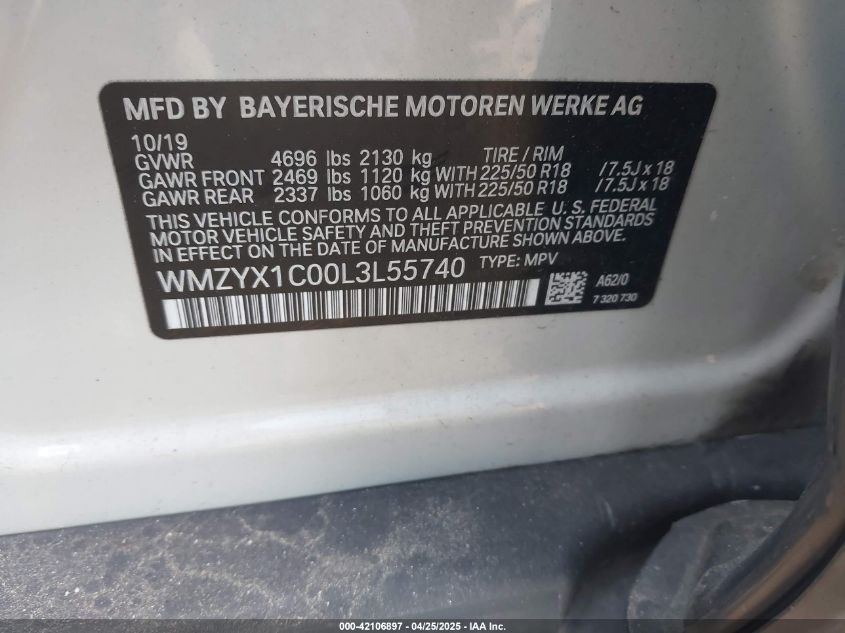 MFD BY BAYERISCHE MOTOREN WERKE AG
10/19
GVWR 4696 lbs 2130 kg TIRE / RIM
GAWR FRONT 2469 lbs 1120 kg WITH 225/50 R18 /7.5J x 18
GAWR REAR 2337 lbs 1060 kg WITH 225/50 R18 /7.5J x 18
THIS VEHICLE CONFORMS TO ALL APPLICABLE U. S. FEDERAL
MOTOR VEHICLE SAFETY AND THEFT PREVENTION STANDARDS
IN EFFECT ON THE DATE OF MANUFACTURE SHOWN ABOVE.
WMZYX1C00L3L55740 TYPE: MPV
A62/0
7 320 730
000-42106897 - 04/25/2025 - IAA Inc.